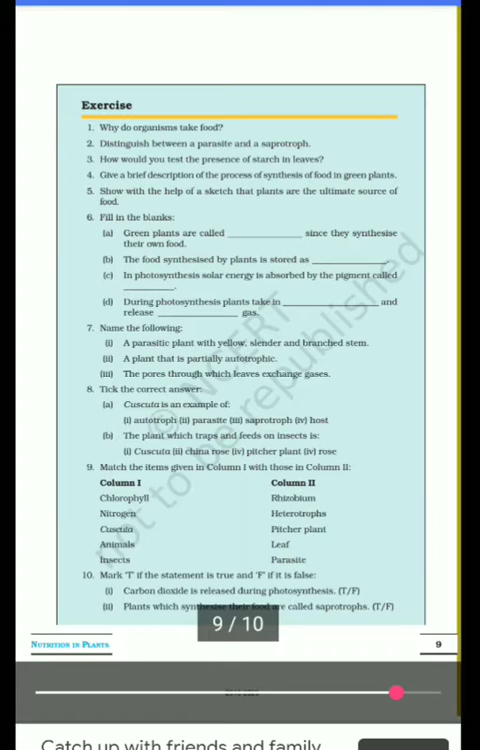 Exercise
1. Why do organisms take food?
2. Distinguish between a parasite and a saprotroph.
3. How would you test the presence of starch in leaves?
4. Give a brief description of the process of synthesis of food in green plants.
5. Show with the help of a sketch that plants are the ultimate source of
food.
6. Fill in the blanks:
(a) Green plants are called ______________ since they synthesise
their own food.
(b) The food synthesised by plants is stored as ______________.
(c) In photosynthesis solar energy is absorbed by the pigment called
__________.
(d) During photosynthesis plants take in __________________ and
release _______________ gas.
7. Name the following:
(i) A parasitic plant with yellow, slender and branched stem.
(ii) A plant that is partially autotrophic.
(iii) The pores through which leaves exchange gases.
8. Tick the correct answer:
(a) Cuscuta is an example of:
(i) autotroph (ii) parasite (iii) saprotroph (iv) host
(b) The plant which traps and feeds on insects is:
(i) Cuscuta (ii) china rose (iv) pitcher plant (iv) rose
9. Match the items given in Column I with those in Column II:
Column I Column II
Chlorophyll Rhizobium
Nitrogen Heterotrophs
Cuscuta Pitcher plant
Animals Leaf
Insects Parasite
10. Mark 'T' if the statement is true and 'F' if it is false:
(i) Carbon dioxide is released during photosynthesis. (T/F)
(ii) Plants which synthesise their food are called saprotrophs. (T/F)
© NCERT
not to be republished
9 / 10
NUTRITION IN PLANTS 9
Catch up with friends and family